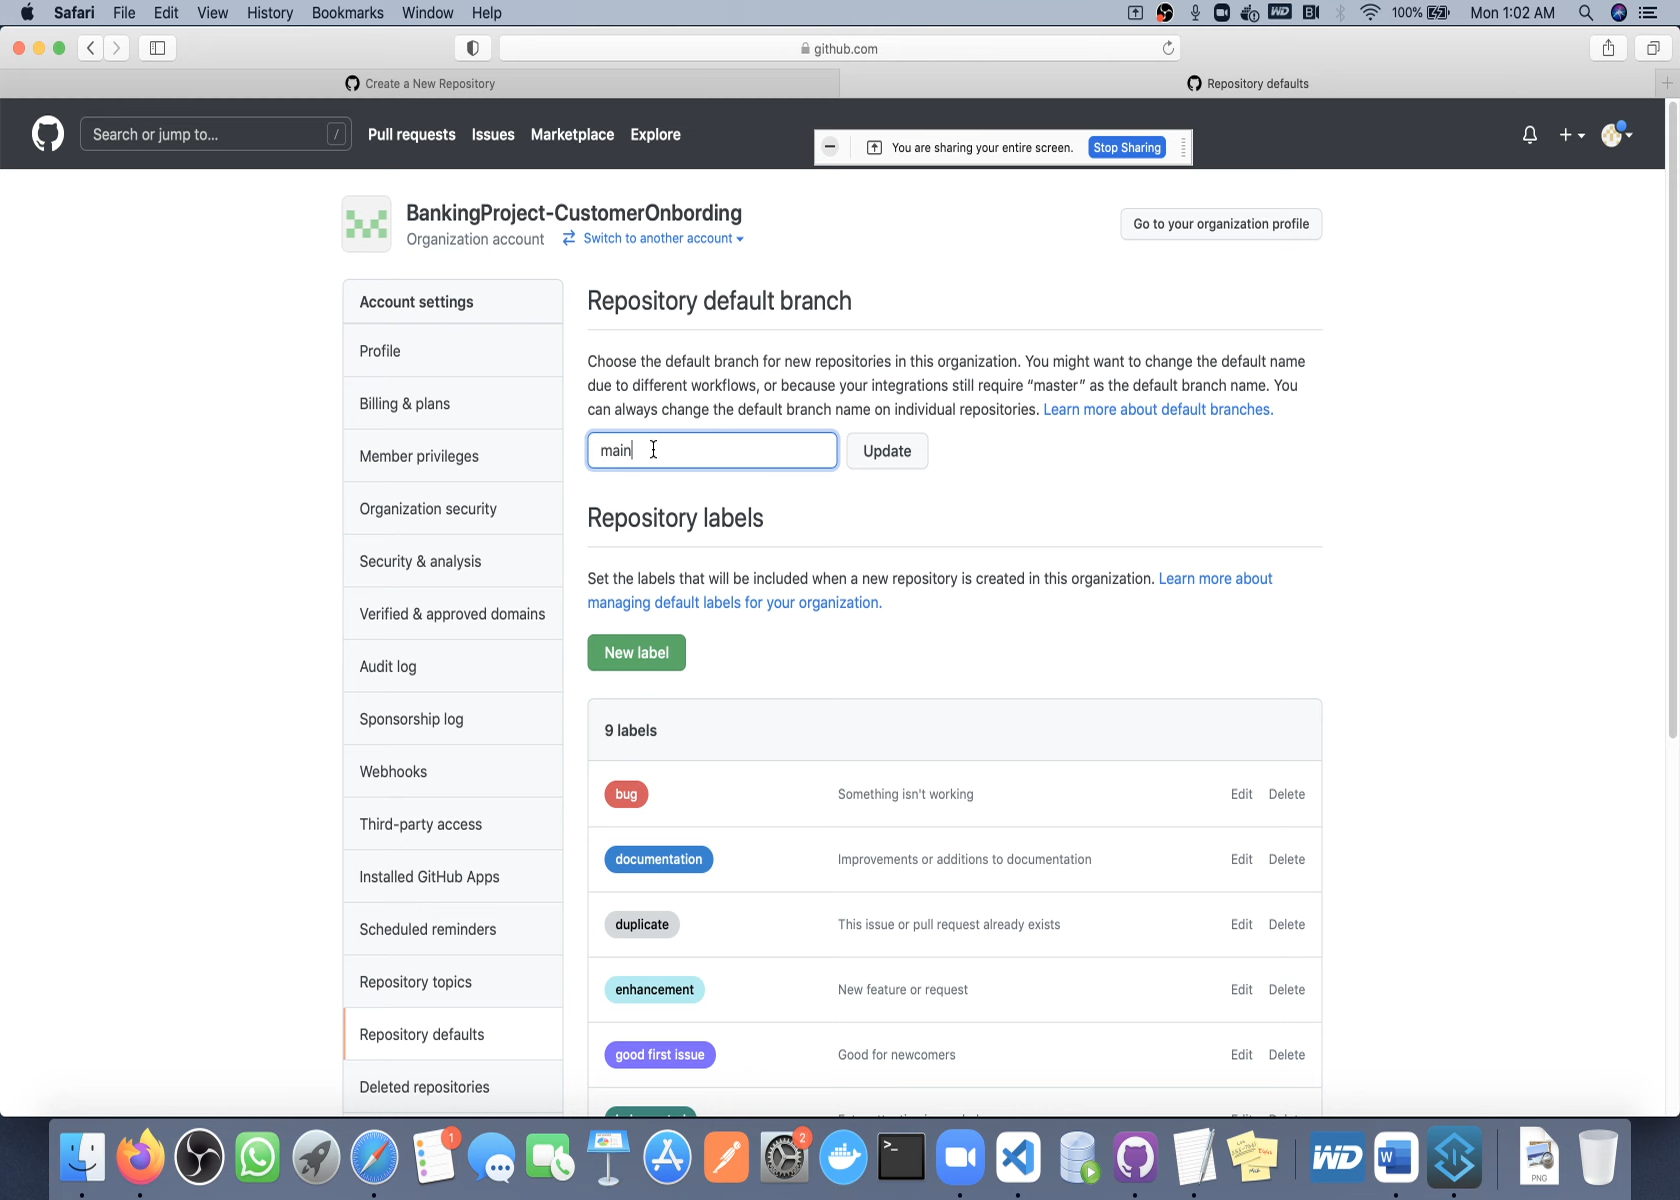 Safari File Edit View History Bookmarks Window Help
WD
100%
Mon 1:02 AM
github.com
Create a New Repository
Repository defaults
Search or jump to... /
Pull requests Issues Marketplace Explore
You are sharing your entire screen. Stop Sharing
BankingProject-CustomerOnbording
Organization account Switch to another account
Go to your organization profile
Account settings
Profile
Billing & plans
Member privileges
Organization security
Security & analysis
Verified & approved domains
Audit log
Sponsorship log
Webhooks
Third-party access
Installed GitHub Apps
Scheduled reminders
Repository topics
Repository defaults
Deleted repositories
Repository default branch
Choose the default branch for new repositories in this organization. You might want to change the default name
due to different workflows, or because your integrations still require “master” as the default branch name. You
can always change the default branch name on individual repositories. Learn more about default branches.
main
Update
Repository labels
Set the labels that will be included when a new repository is created in this organization. Learn more about
managing default labels for your organization.
New label
9 labels
bug Something isn't working Edit Delete
documentation Improvements or additions to documentation Edit Delete
duplicate This issue or pull request already exists Edit Delete
enhancement New feature or request Edit Delete
good first issue Good for newcomers Edit Delete
1
2
WD
W
PNG